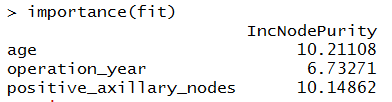 > importance(fit)
IncNodePurity
age 10.21108
operation_year 6.73271
positive_axillary_nodes 10.14862